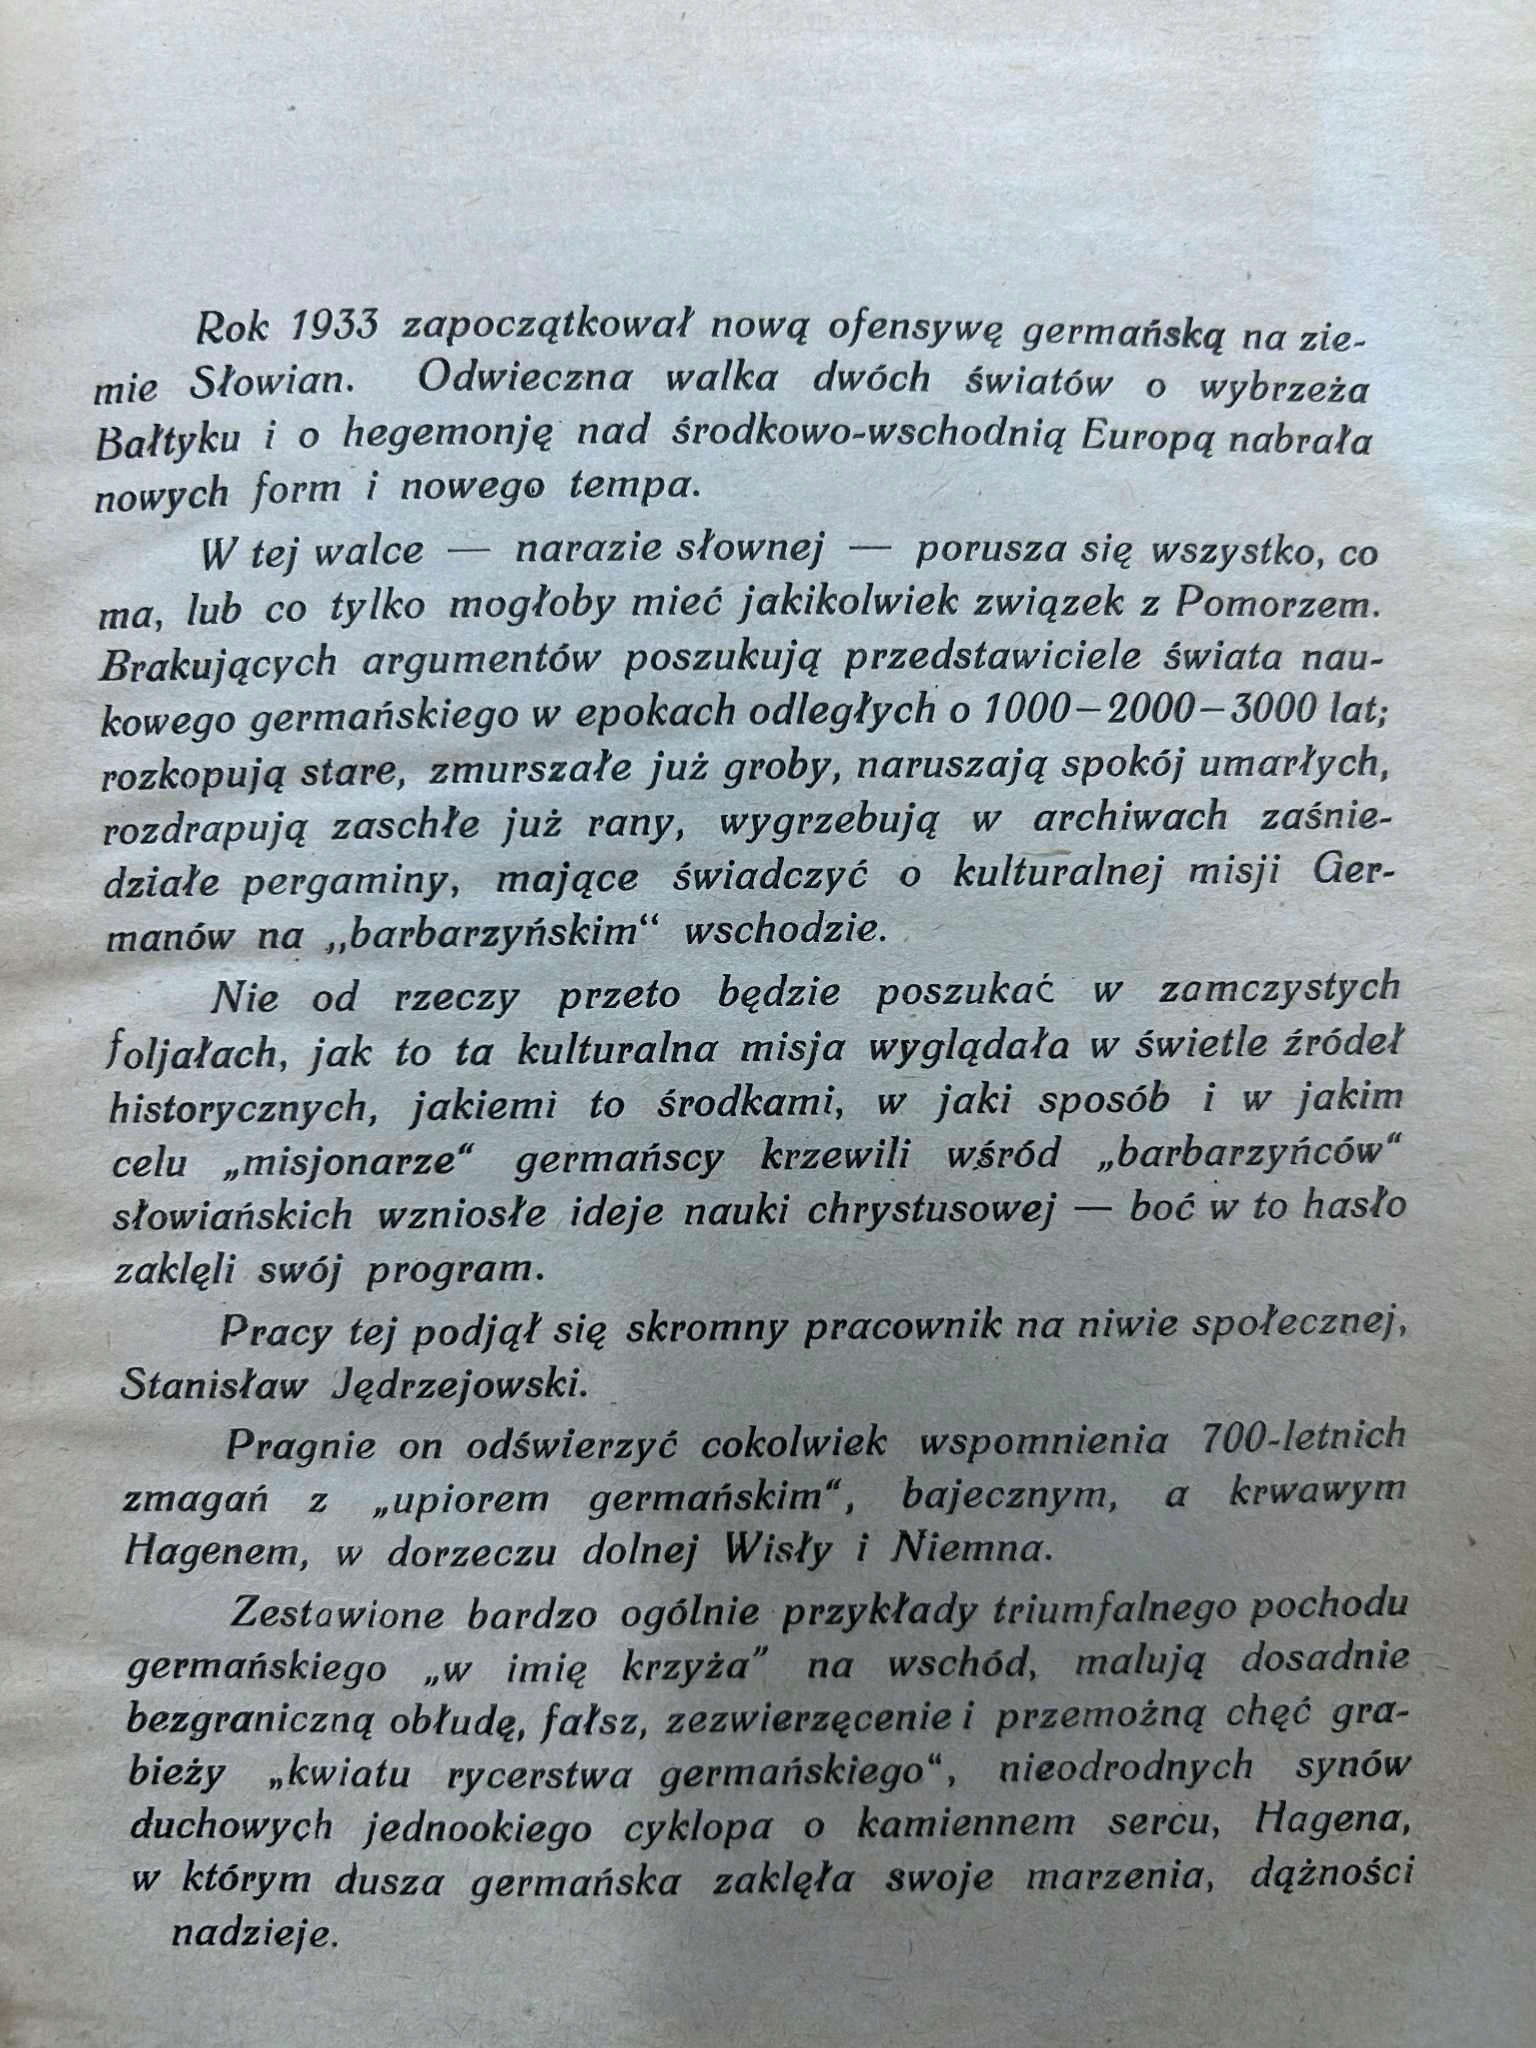 Rok 1933 zapoczątkował nową ofensywę germańską na zie-
mie Słowian. Odwieczna walka dwóch światów o wybrzeża
Bałtyku i o hegemonję nad środkowo-wschodnią Europą nabrała
nowych form i nowego tempa.
W tej walce — narazie słownej — porusza się wszystko, co
ma, lub co tylko mogłoby mieć jakikolwiek związek z Pomorzem.
Brakujących argumentów poszukują przedstawiciele świata nau-
kowego germańskiego w epokach odległych o 1000—2000—3000 lat;
rozkopują stare, zmurszałe już groby, naruszają spokój umarłych,
rozdrapują zaschłe już rany, wygrzebują w archiwach zaśnie-
działe pergaminy, mające świadczyć o kulturalnej misji Ger-
manów na „barbarzyńskim“ wschodzie.
Nie od rzeczy przeto będzie poszukać w zamczystych
foljałach, jak to ta kulturalna misja wyglądała w świetle źródeł
historycznych, jakiemi to środkami, w jaki sposób i w jakim
celu „misjonarze“ germańscy krzewili wśród „barbarzyńców“
słowiańskich wzniosłe ideje nauki chrystusowej — boć w to hasło
zaklęli swój program.
Pracy tej podjął się skromny pracownik na niwie społecznej,
Stanisław Jędrzejowski.
Pragnie on odświerzyć cokolwiek wspomnienia 700-letnich
zmagań z „upiorem germańskim“, bajecznym, a krwawym
Hagenem, w dorzeczu dolnej Wisły i Niemna.
Zestawione bardzo ogólnie przykłady triumfalnego pochodu
germańskiego „w imię krzyża” na wschód, malują dosadnie
bezgraniczną obłudę, fałsz, zezwierzęcenie i przemożną chęć gra-
bieży „kwiatu rycerstwa germańskiego“, nieodrodnych synów
duchowych jednookiego cyklopa o kamiennem sercu, Hagena,
w którym dusza germańska zaklęła swoje marzenia, dążności
nadzieje.